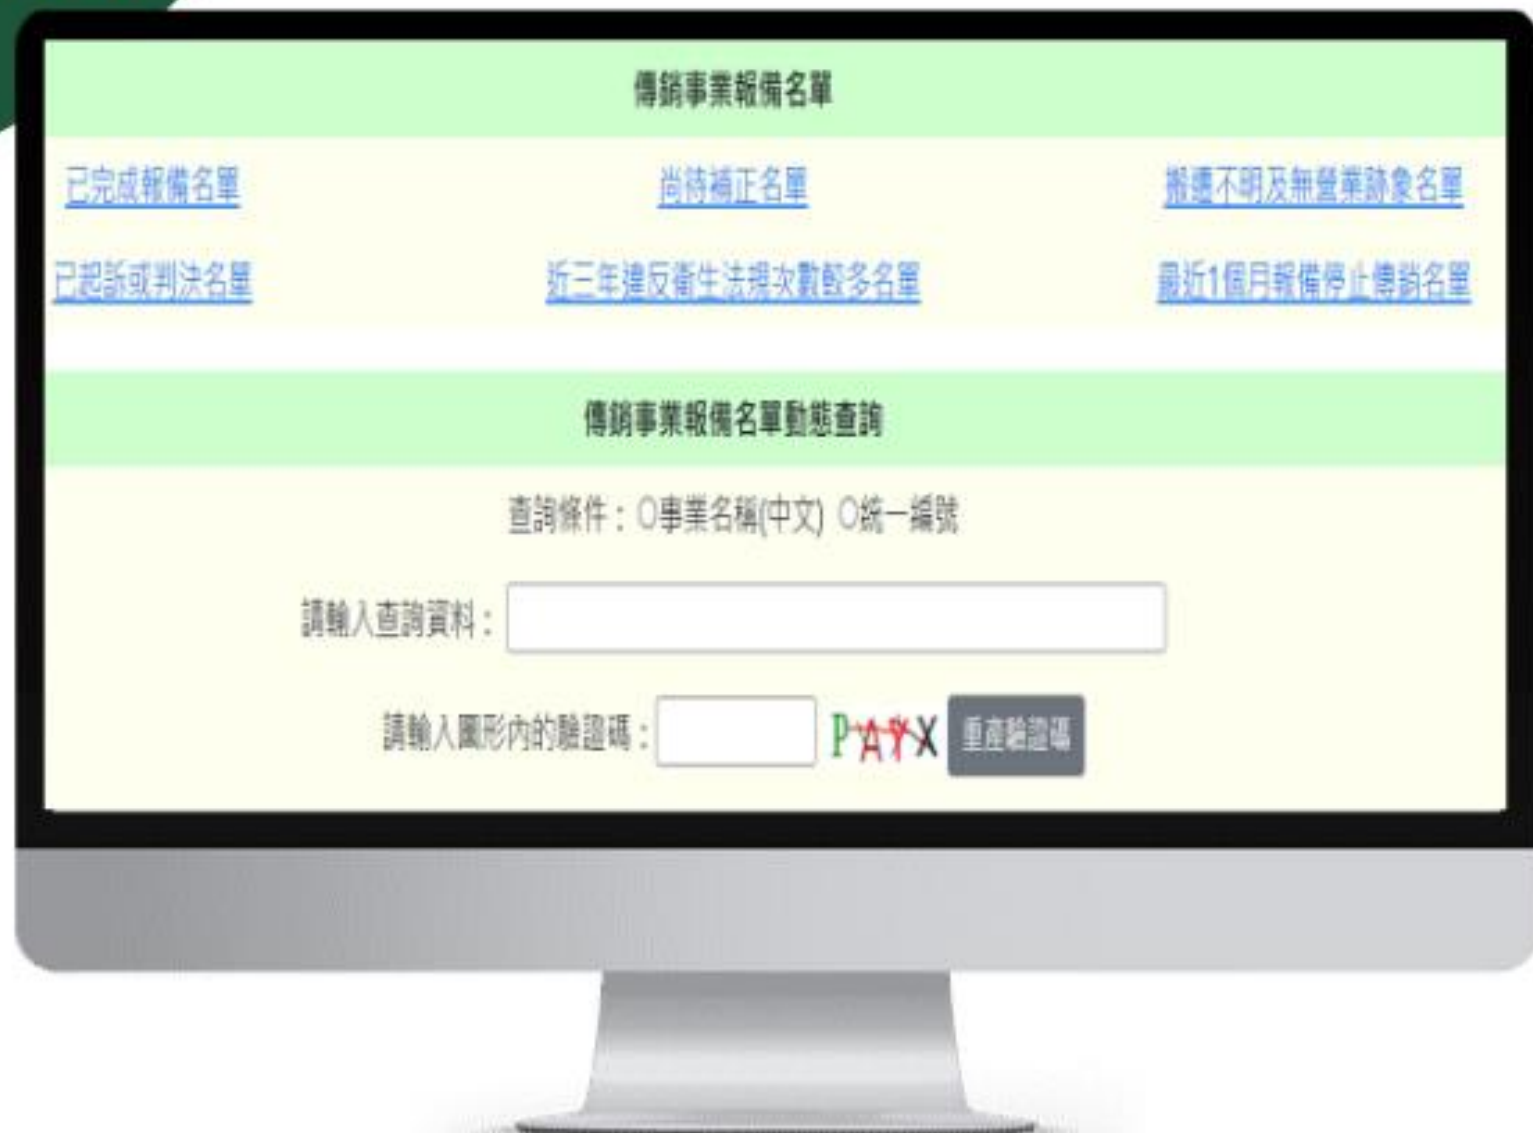 傳銷事業報備名單
已完成報備名單 尚待補正名單 搬遷不明及無營業跡象名單
已起訴或判決名單 近三年違反衛生法規次數較多名單 最近1個月報備停止傳銷名單
傳銷事業報備名單動態查詢
查詢條件：○事業名稱(中文) ○統一編號
請輸入查詢資料：
請輸入圖形內的驗證碼： PAYX 重產驗證碼